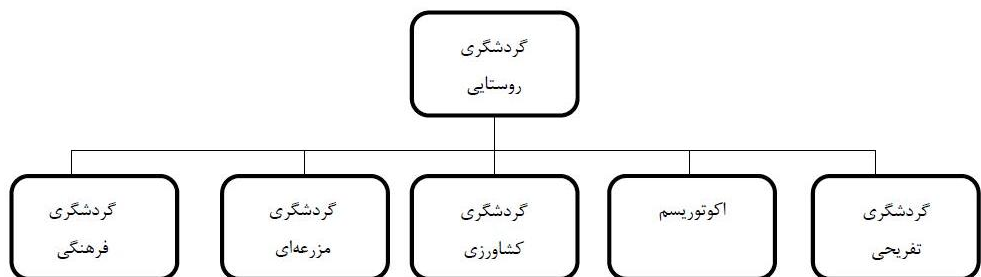 گردشگری
روستایی
گردشگری
تفریحی
اکوتوریسم
گردشگری
کشاورزی
گردشگری
مزرعه‌ای
گردشگری
فرهنگی